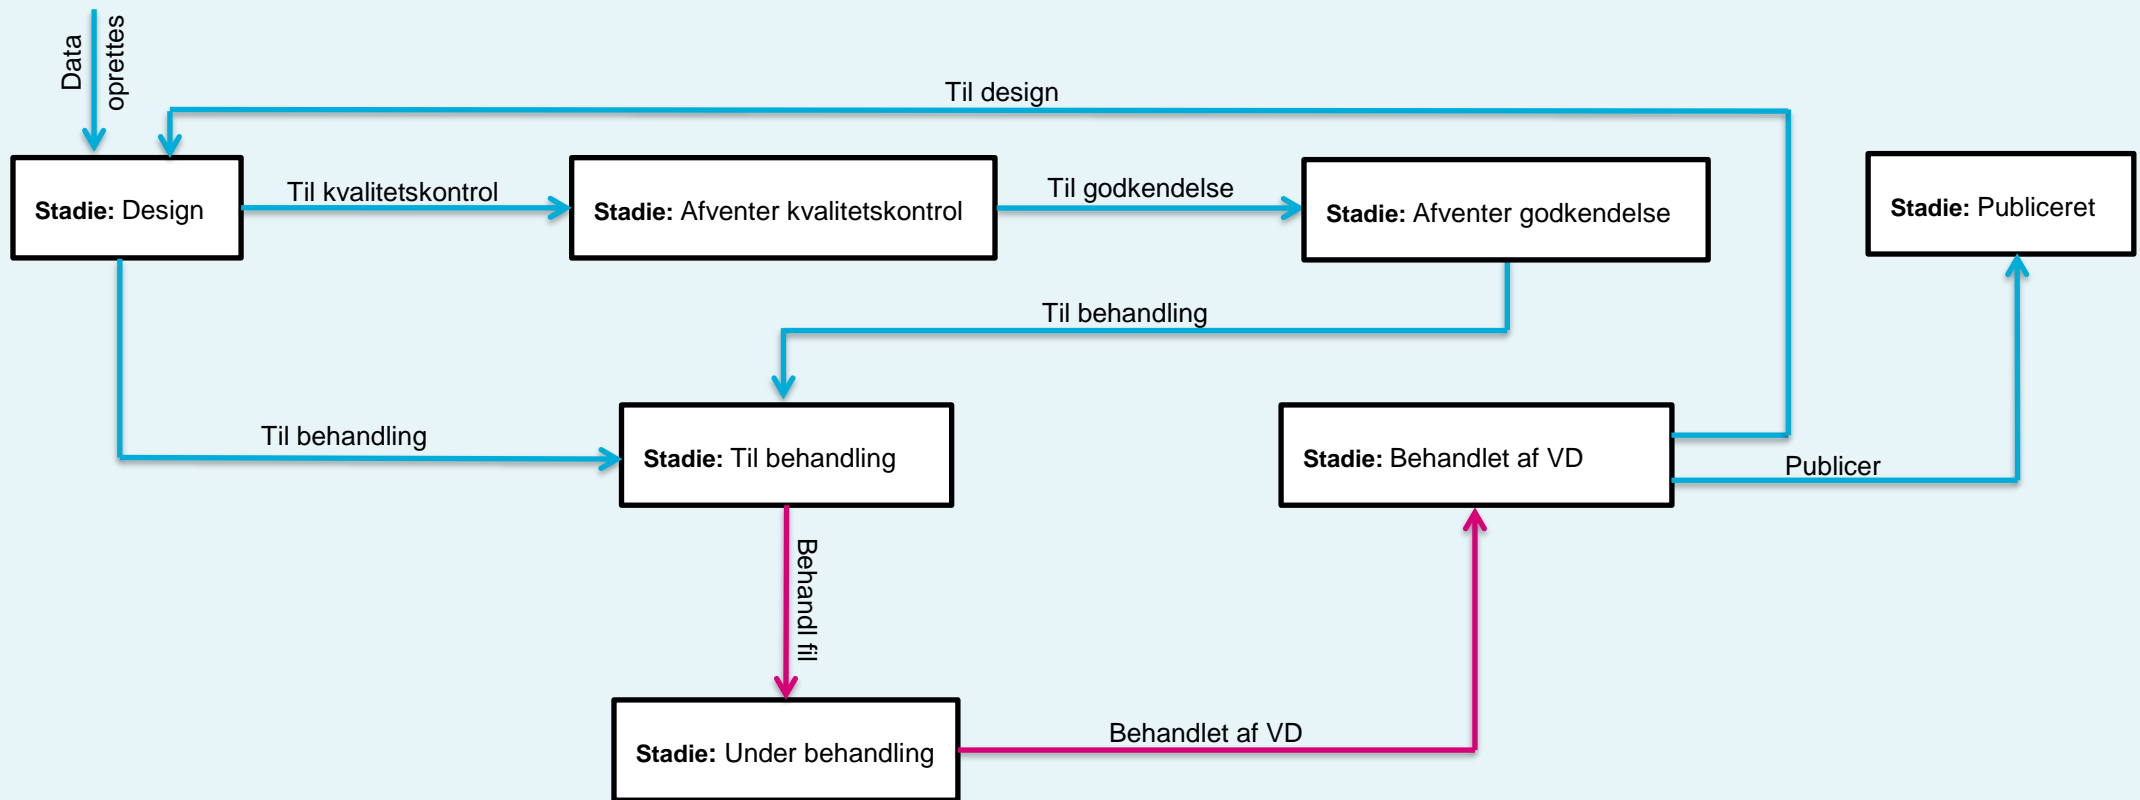 Data
oprettes
Til design
Stadie: Design
Til kvalitetskontrol
Stadie: Afventer kvalitetskontrol
Til godkendelse
Stadie: Afventer godkendelse
Stadie: Publiceret
Til behandling
Til behandling
Stadie: Til behandling
Stadie: Behandlet af VD
Publicer
Behandl fil
Stadie: Under behandling
Behandlet af VD